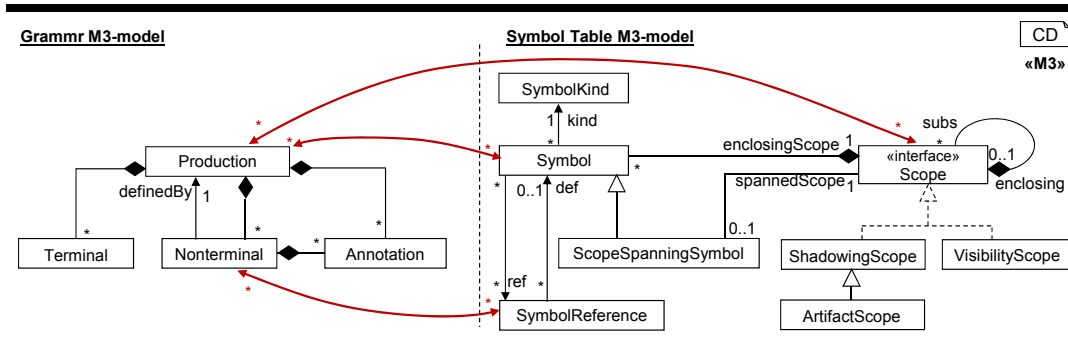 Grammr M3-model
Symbol Table M3-model
CD
«M3»
SymbolKind
1 kind
*
*
*
*
*
subs
*
Production
Symbol
*
enclosingScope
1
«interface»
Scope
0..1
enclosing
definedBy
1
*
0..1
def
spannedScope
1
*
*
*
*
0..1
Terminal
Nonterminal
Annotation
ScopeSpanningSymbol
ShadowingScope
VisibilityScope
*
*
*
ref
*
SymbolReference
ArtifactScope